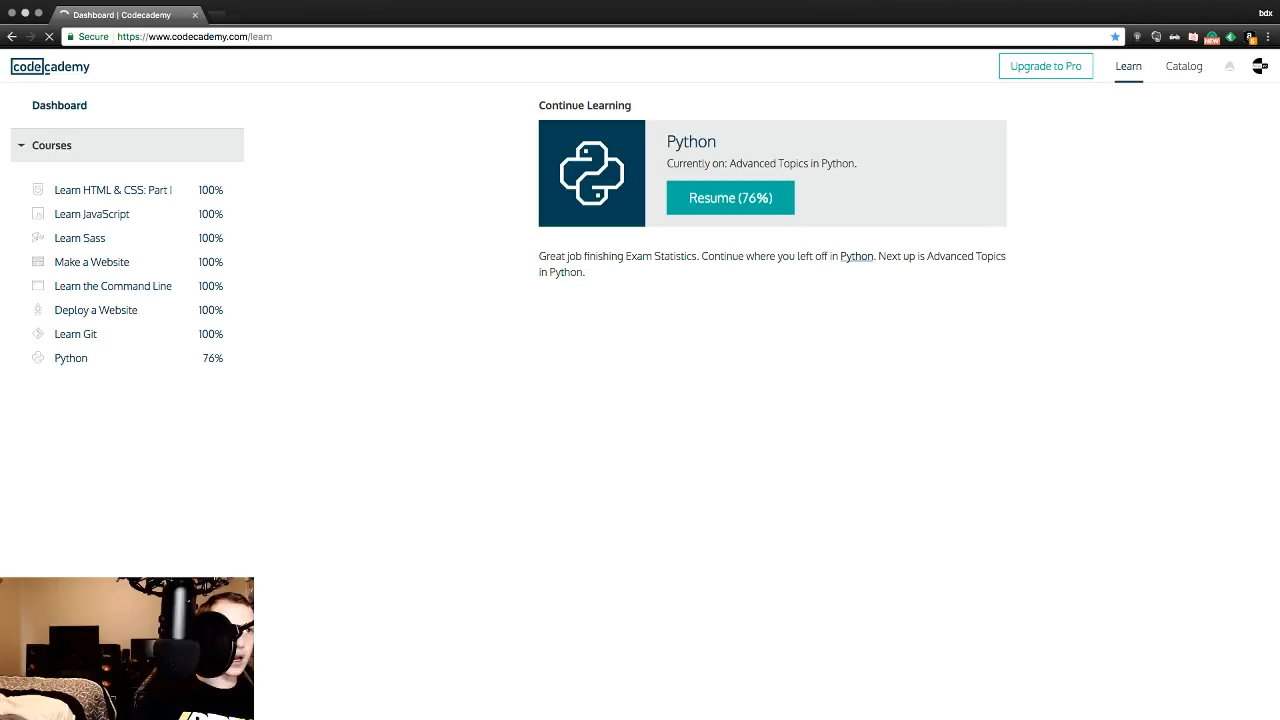 Dashboard | Codecademy
bdx
Secure https://www.codecademy.com/learn
NEW
codecademy
Upgrade to Pro
Learn
Catalog
Dashboard
Courses
Learn HTML & CSS: Part I 100%
Learn JavaScript 100%
Learn Sass 100%
Make a Website 100%
Learn the Command Line 100%
Deploy a Website 100%
Learn Git 100%
Python 76%
Continue Learning
Python
Currently on: Advanced Topics in Python.
Resume (76%)
Great job finishing Exam Statistics. Continue where you left off in Python. Next up is Advanced Topics
in Python.